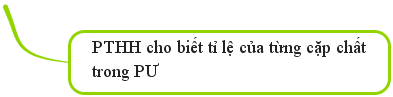 PTHH cho biết tỉ lệ của từng cặp chất
trong PƯ